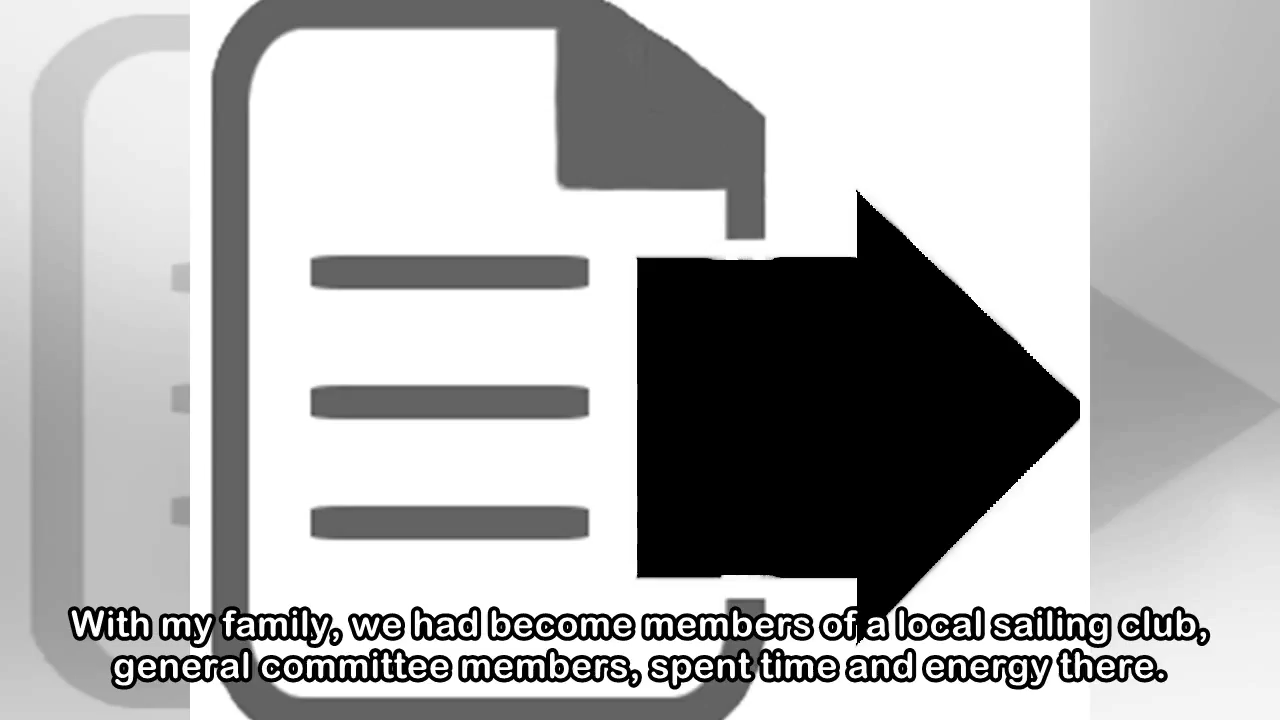 With my family, we had become members of a local sailing club,
general committee members, spent time and energy there.